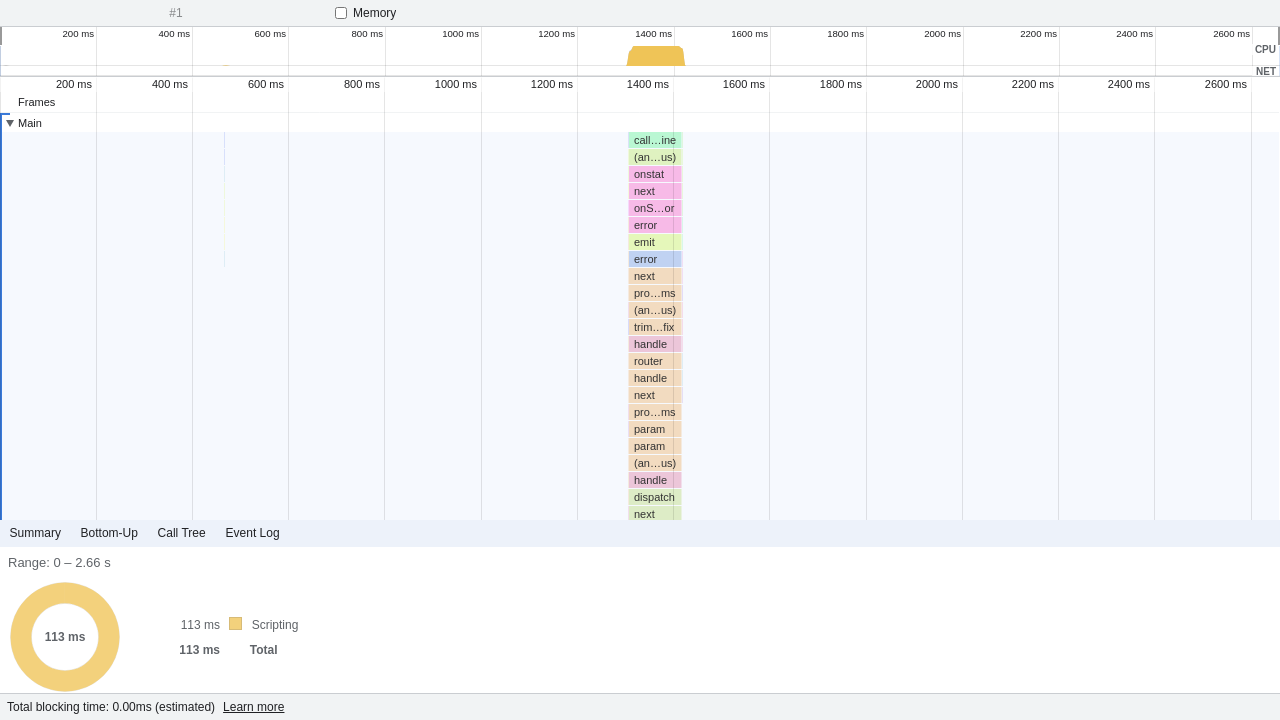 #1 Memory
200 ms 400 ms 600 ms 800 ms 1000 ms 1200 ms 1400 ms 1600 ms 1800 ms 2000 ms 2200 ms 2400 ms 2600 ms
CPU
NET
200 ms 400 ms 600 ms 800 ms 1000 ms 1200 ms 1400 ms 1600 ms 1800 ms 2000 ms 2200 ms 2400 ms 2600 ms
Frames
Main
call…ine
(an…us)
onstat
next
onS…or
error
emit
error
next
pro…ms
(an…us)
trim…fix
handle
router
handle
next
pro…ms
param
param
(an…us)
handle
dispatch
next
Summary Bottom-Up Call Tree Event Log
Range: 0 – 2.66 s
113 ms
113 ms Scripting
113 ms Total
Total blocking time: 0.00ms (estimated) Learn more